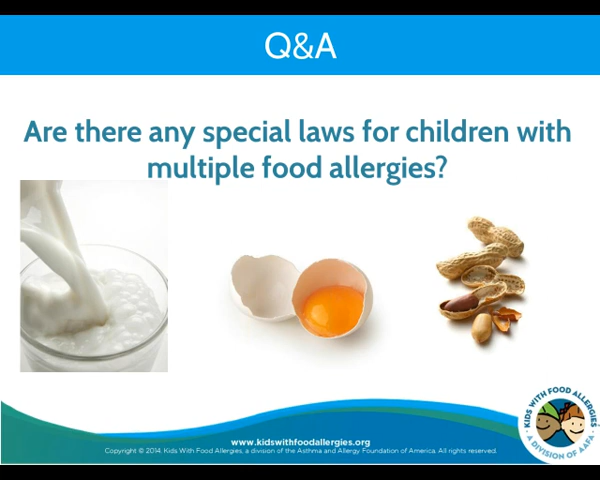 Q&A
Are there any special laws for children with
multiple food allergies?
www.kidswithfoodallergies.org
Copyright © 2014, Kids With Food Allergies, a division of the Asthma and Allergy Foundation of America. All rights reserved.
KIDS WITH FOOD ALLERGIES
A DIVISION OF AAFA